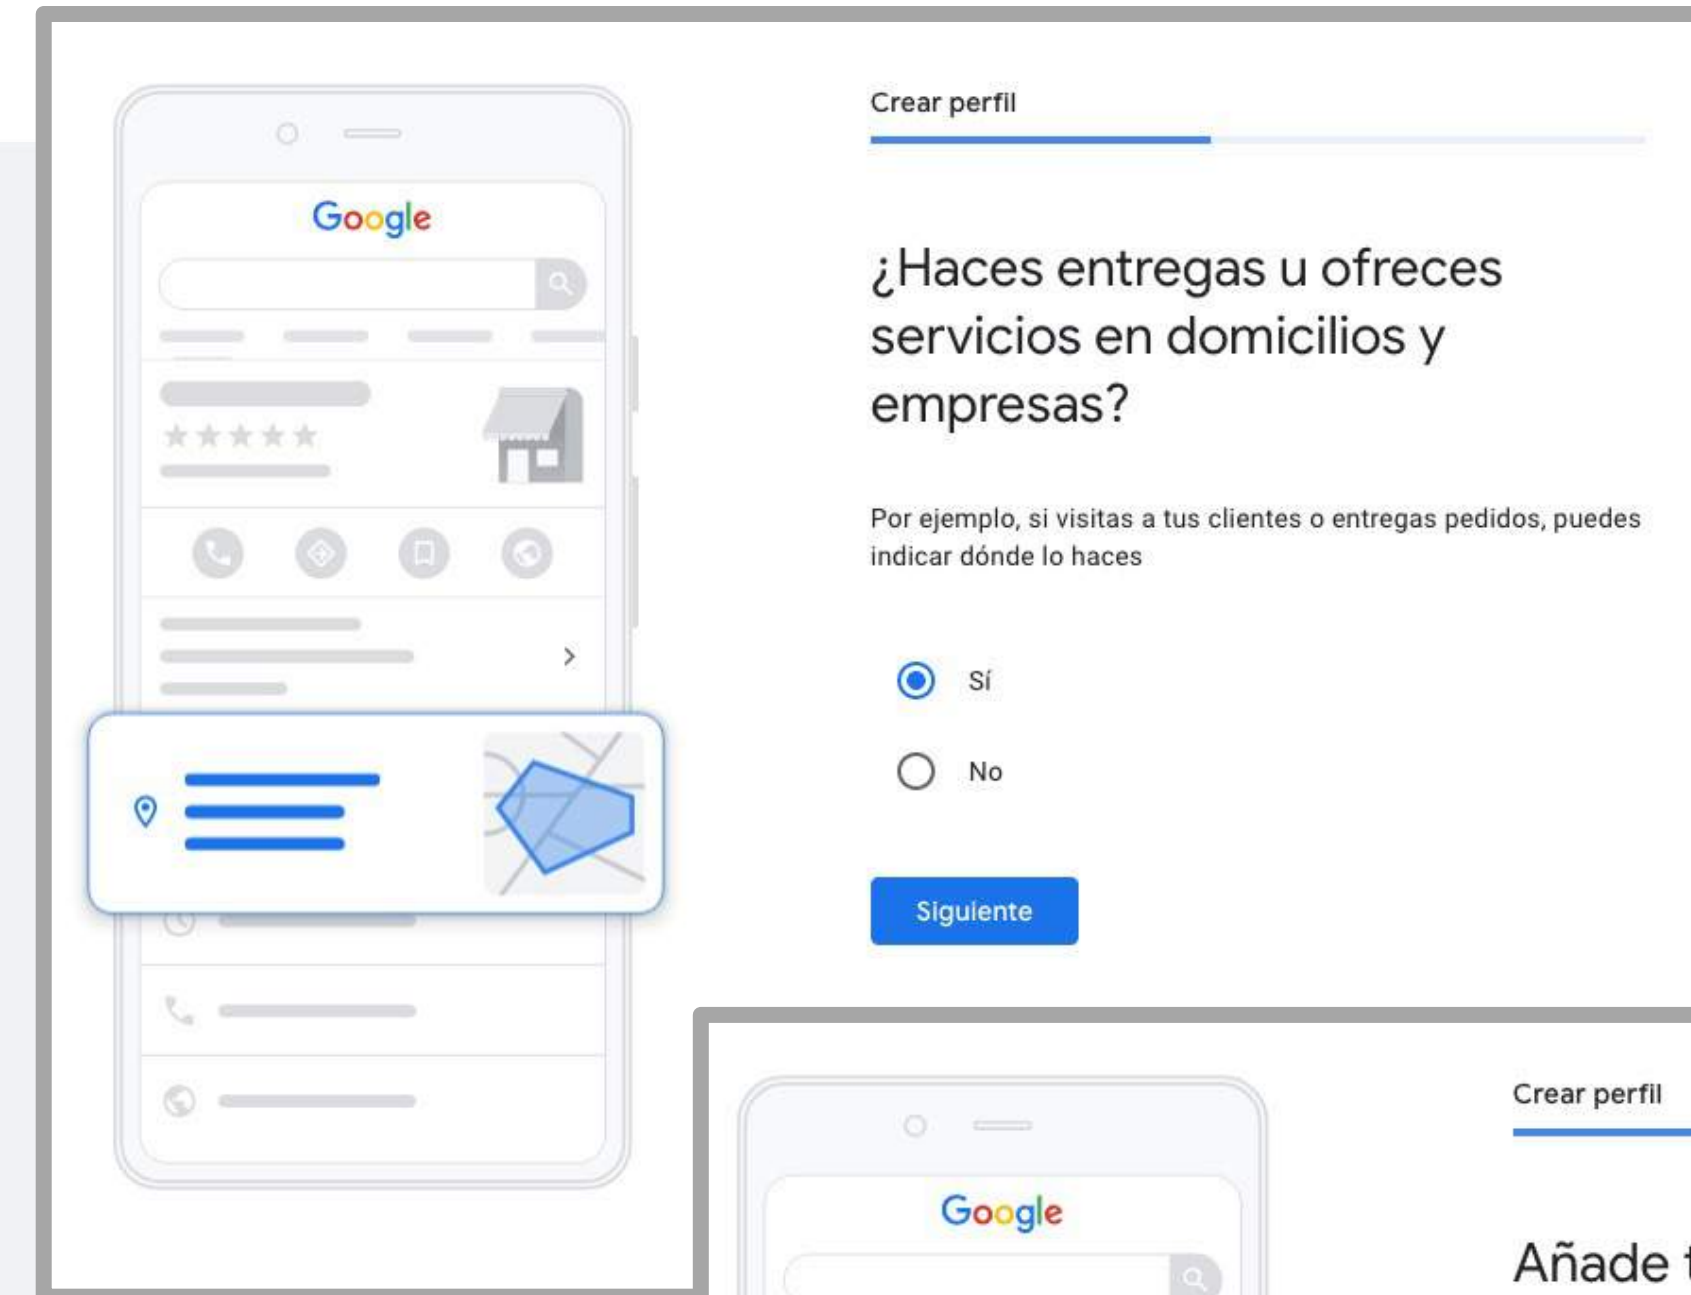 Crear perfil
Google
¿Haces entregas u ofreces
servicios en domicilios y
empresas?
Por ejemplo, si visitas a tus clientes o entregas pedidos, puedes
indicar dónde lo haces
Sí
No
Siguiente
Crear perfil
Google
Añade